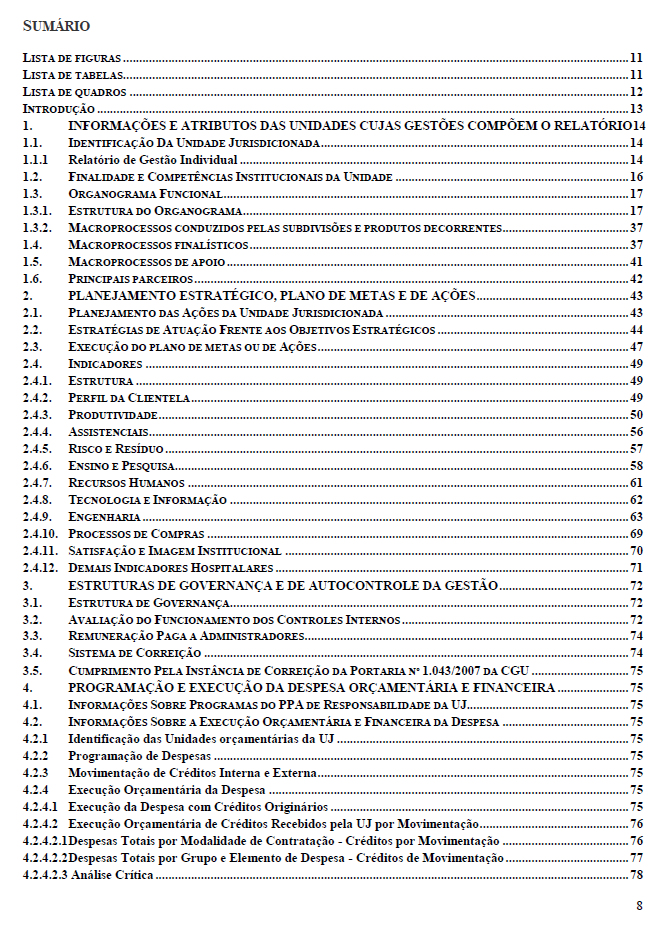 SUMÁRIO
LISTA DE FIGURAS 11
LISTA DE TABELAS 11
LISTA DE QUADROS 12
INTRODUÇÃO 13
1. INFORMAÇÕES E ATRIBUTOS DAS UNIDADES CUJAS GESTÕES COMPÕEM O RELATÓRIO14
1.1. IDENTIFICAÇÃO DA UNIDADE JURISDICIONADA 14
1.1.1 Relatório de Gestão Individual 14
1.2. FINALIDADE E COMPETÊNCIAS INSTITUCIONAIS DA UNIDADE 16
1.3. ORGANOGRAMA FUNCIONAL 17
1.3.1. ESTRUTURA DO ORGANOGRAMA 17
1.3.2. MACROPROCESSOS CONDUZIDOS PELAS SUBDIVISÕES E PRODUTOS DECORRENTES 37
1.4. MACROPROCESSOS FINALÍSTICOS 37
1.5. MACROPROCESSOS DE APOIO 41
1.6. PRINCIPAIS PARCEIROS 42
2. PLANEJAMENTO ESTRATÉGICO, PLANO DE METAS E DE AÇÕES 43
2.1. PLANEJAMENTO DAS AÇÕES DA UNIDADE JURISDICIONADA 43
2.2. ESTRATÉGIAS DE ATUAÇÃO FRENTE AOS OBJETIVOS ESTRATÉGICOS 44
2.3. EXECUÇÃO DO PLANO DE METAS OU DE AÇÕES 47
2.4. INDICADORES 49
2.4.1. ESTRUTURA 49
2.4.2. PERFIL DA CLIENTELA 49
2.4.3. PRODUTIVIDADE 50
2.4.4. ASSISTENCIAIS 56
2.4.5. RISCO E RESÍDUO 57
2.4.6. ENSINO E PESQUISA 58
2.4.7. RECURSOS HUMANOS 61
2.4.8. TECNOLOGIA E INFORMAÇÃO 62
2.4.9. ENGENHARIA 63
2.4.10. PROCESSOS DE COMPRAS 69
2.4.11. SATISFAÇÃO E IMAGEM INSTITUCIONAL 70
2.4.12. DEMAIS INDICADORES HOSPITALARES 71
3. ESTRUTURAS DE GOVERNANÇA E DE AUTOCONTROLE DA GESTÃO 72
3.1. ESTRUTURA DE GOVERNANÇA 72
3.2. AVALIAÇÃO DO FUNCIONAMENTO DOS CONTROLES INTERNOS 72
3.3. REMUNERAÇÃO PAGA A ADMINISTRADORES 74
3.4. SISTEMA DE CORREIÇÃO 74
3.5. CUMPRIMENTO PELA INSTÂNCIA DE CORREIÇÃO DA PORTARIA Nº 1.043/2007 DA CGU 75
4. PROGRAMAÇÃO E EXECUÇÃO DA DESPESA ORÇAMENTÁRIA E FINANCEIRA 75
4.1. INFORMAÇÕES SOBRE PROGRAMAS DO PPA DE RESPONSABILIDADE DA UJ 75
4.2. INFORMAÇÕES SOBRE A EXECUÇÃO ORÇAMENTÁRIA E FINANCEIRA DA DESPESA 75
4.2.1 Identificação das Unidades orçamentárias da UJ 75
4.2.2 Programação de Despesas 75
4.2.3 Movimentação de Créditos Interna e Externa 75
4.2.4 Execução Orçamentária da Despesa 75
4.2.4.1 Execução da Despesa com Créditos Originários 75
4.2.4.2 Execução Orçamentária de Créditos Recebidos pela UJ por Movimentação 76
4.2.4.2.1Despesas Totais por Modalidade de Contratação - Créditos por Movimentação 76
4.2.4.2.2Despesas Totais por Grupo e Elemento de Despesa - Créditos de Movimentação 77
4.2.4.2.3 Análise Crítica 78
8